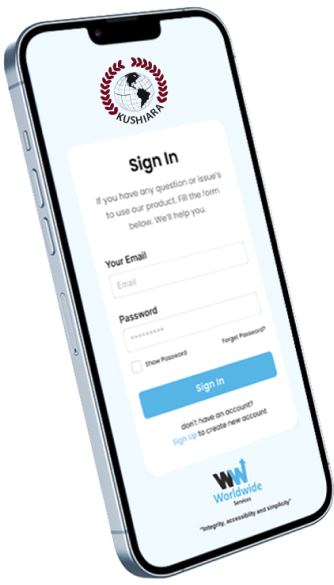 KUSHIARA
Sign In
If you have any question or issue's
to use our product. Fill the form
below. We'll help you.
Your Email
Email
Password
*********
Show Password
Forget Password?
Sign In
don't have an account?
Sign Up to create new account
WW
Worldwide
Services
"Integrity, accessibility and simplicity"